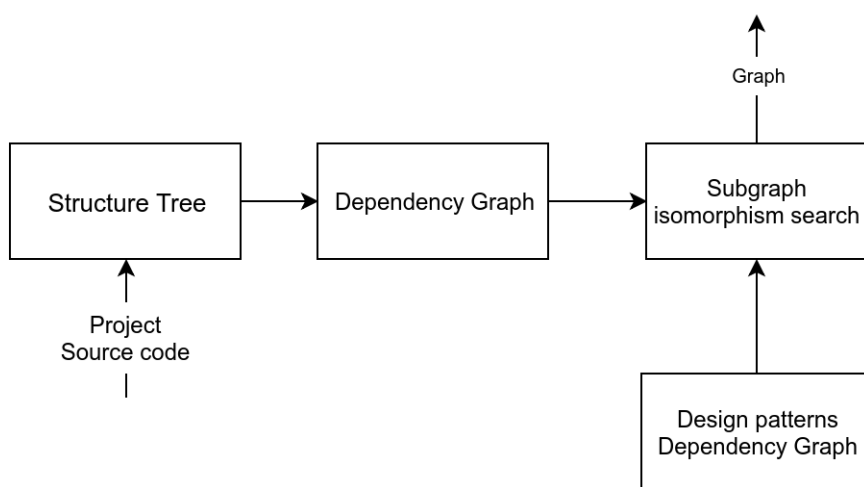 Graph
Structure Tree
Dependency Graph
Subgraph
isomorphism search
Project
Source code
Design patterns
Dependency Graph